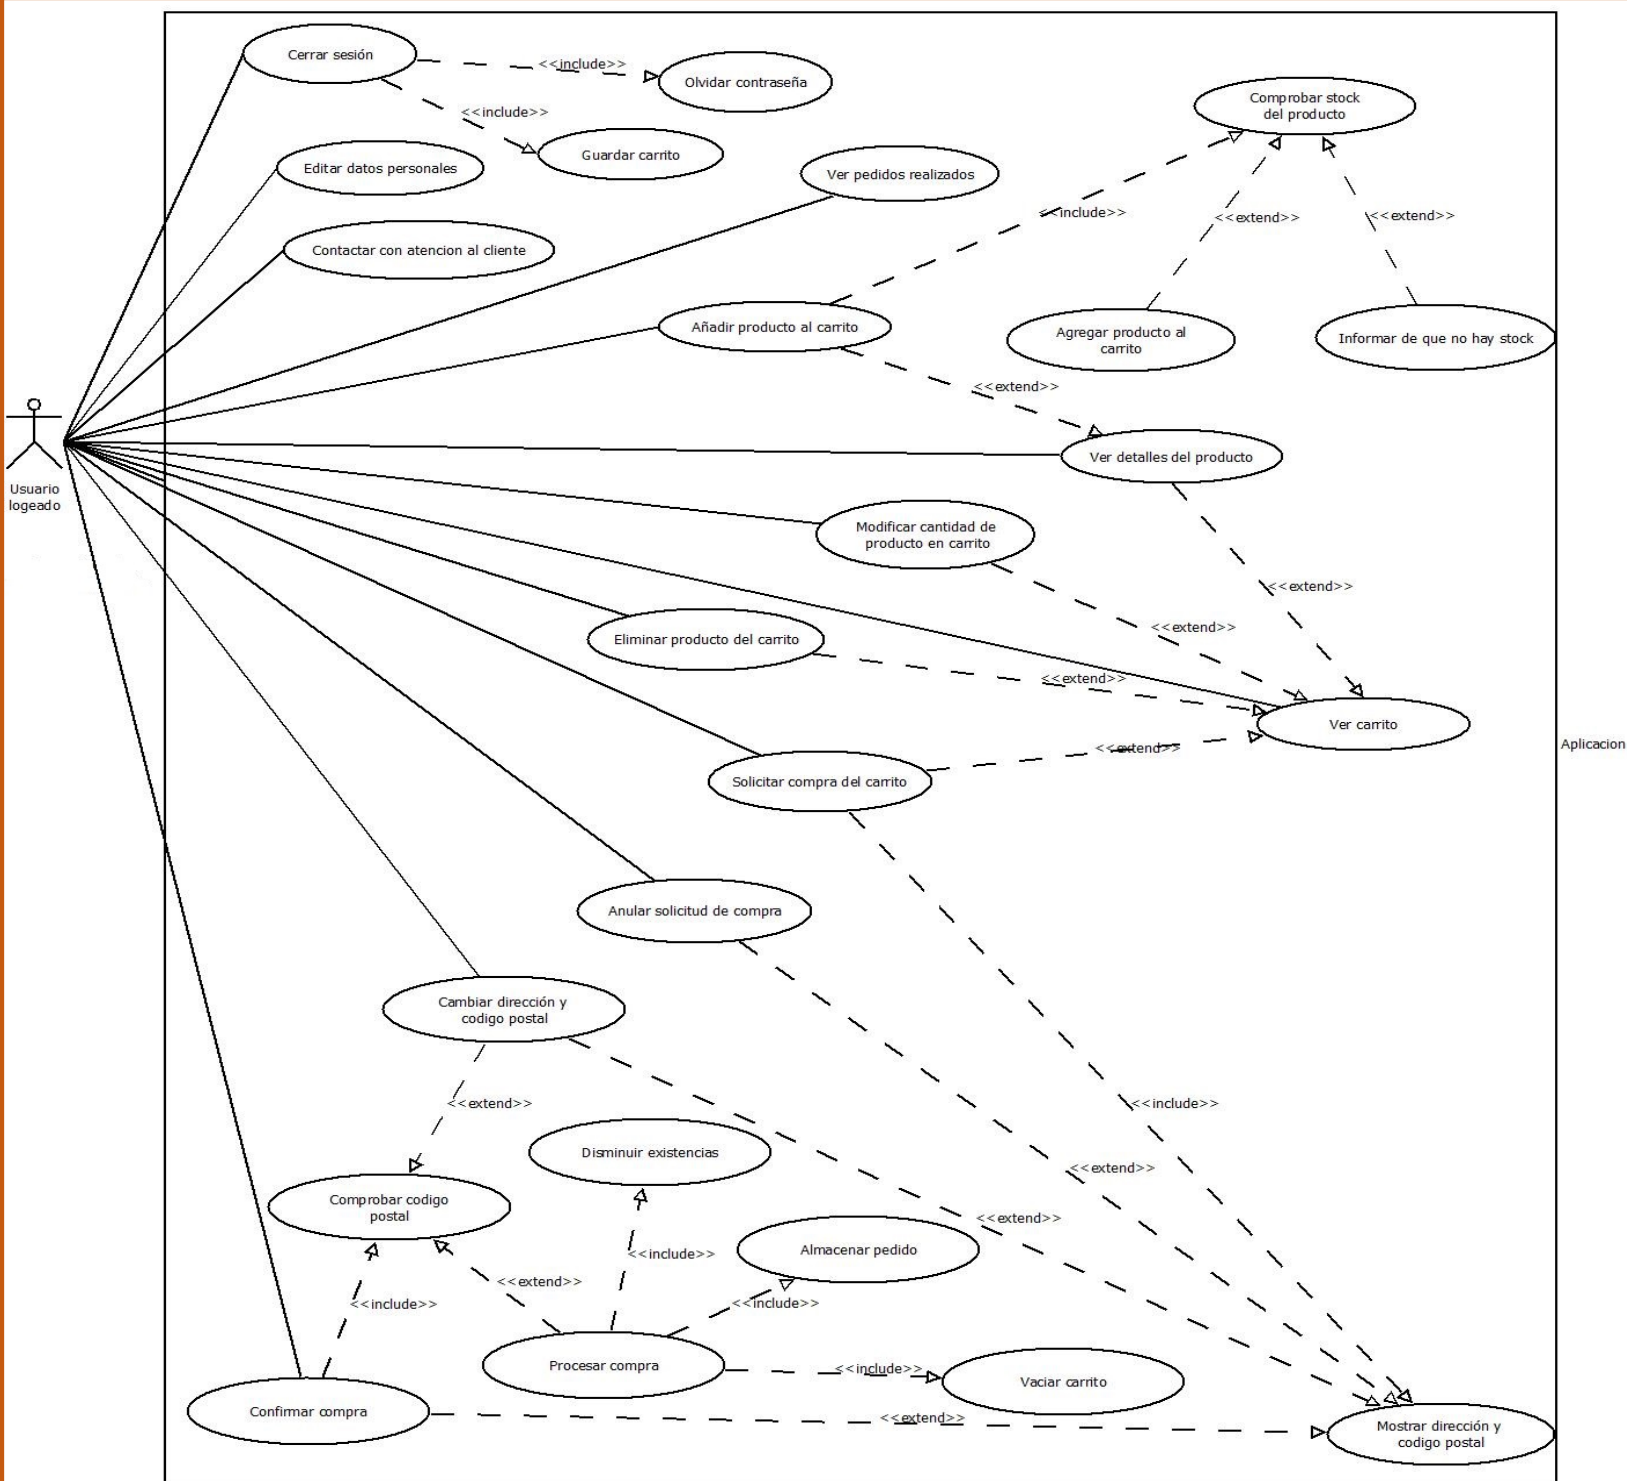 Cerrar sesión
<<include>>
Olvidar contraseña
<<include>>
Guardar carrito
Comprobar stock
del producto
Editar datos personales
Ver pedidos realizados
<<include>>
<<extend>>
<<extend>>
Contactar con atencion al cliente
Añadir producto al carrito
Agregar producto al
carrito
Informar de que no hay stock
<<extend>>
Ver detalles del producto
Usuario
logeado
Modificar cantidad de
producto en carrito
<<extend>>
<<extend>>
Eliminar producto del carrito
<<extend>>
Ver carrito
Aplicacion
<<extend>>
Solicitar compra del carrito
Anular solicitud de compra
Cambiar dirección y
codigo postal
<<extend>>
<<include>>
Disminuir existencias
<<extend>>
Comprobar codigo
postal
<<extend>>
Almacenar pedido
<<include>>
<<extend>>
<<include>>
<<include>>
Procesar compra
<<include>>
Vaciar carrito
Confirmar compra
<<extend>>
Mostrar dirección y
codigo postal